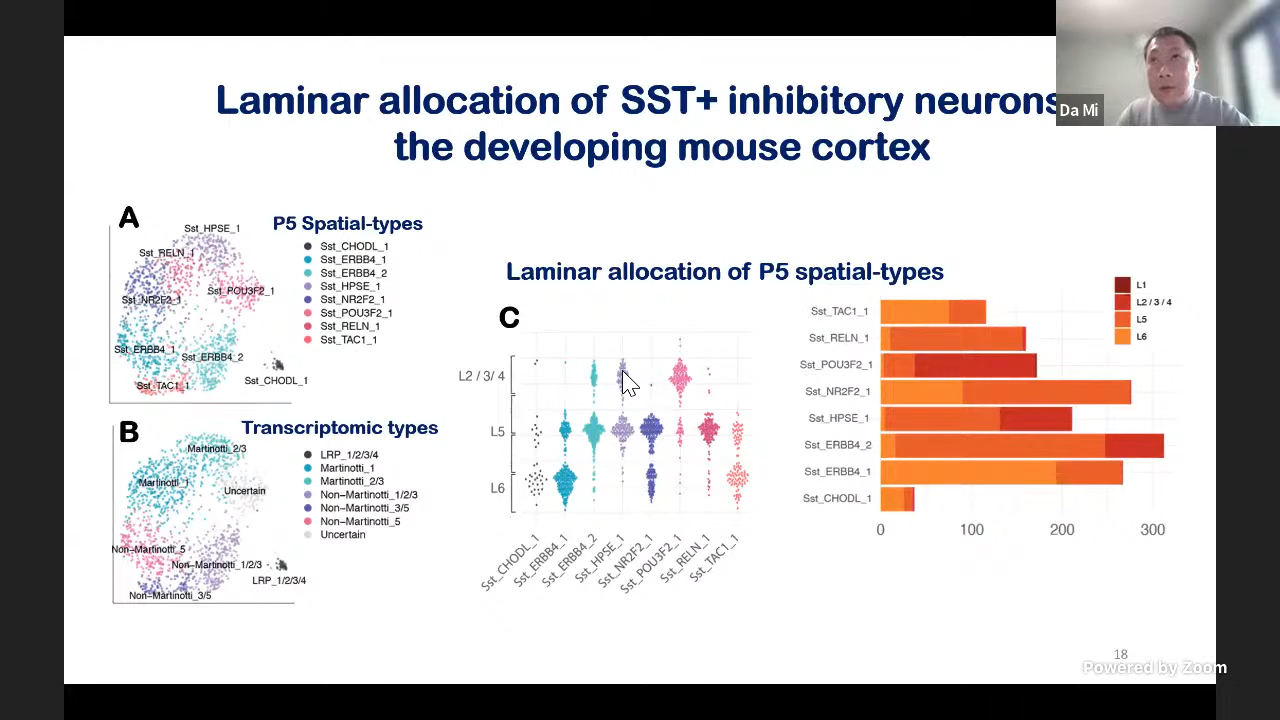 Laminar allocation of SST+ inhibitory neurons
the developing mouse cortex
Da Mi
A
P5 Spatial-types
Sst_HPSE_1
Sst_RELN_1
Sst_POU3F2_1
Sst_NR2F2_1
Sst_ERBB4_1
Sst_ERBB4_2
Sst_TAC1_1
Sst_CHODL_1
Sst_CHODL_1
Sst_ERBB4_1
Sst_ERBB4_2
Sst_HPSE_1
Sst_NR2F2_1
Sst_POU3F2_1
Sst_RELN_1
Sst_TAC1_1
B
Transcriptomic types
Martinotti_2/3
Martinotti_1
Uncertain
Non−Martinotti_5
Non−Martinotti_1/2/3
LRP_1/2/3/4
Non−Martinotti_3/5
LRP_1/2/3/4
Martinotti_1
Martinotti_2/3
Non−Martinotti_1/2/3
Non−Martinotti_3/5
Non−Martinotti_5
Uncertain
Laminar allocation of P5 spatial-types
C
L2 / 3/ 4
L5
L6
Sst_CHODL_1
Sst_ERBB4_1
Sst_ERBB4_2
Sst_HPSE_1
Sst_NR2F2_1
Sst_POU3F2_1
Sst_RELN_1
Sst_TAC1_1
L1
L2 / 3 / 4
L5
L6
Sst_TAC1_1
Sst_RELN_1
Sst_POU3F2_1
Sst_NR2F2_1
Sst_HPSE_1
Sst_ERBB4_2
Sst_ERBB4_1
Sst_CHODL_1
0 100 200 300
18
Powered by Zoom